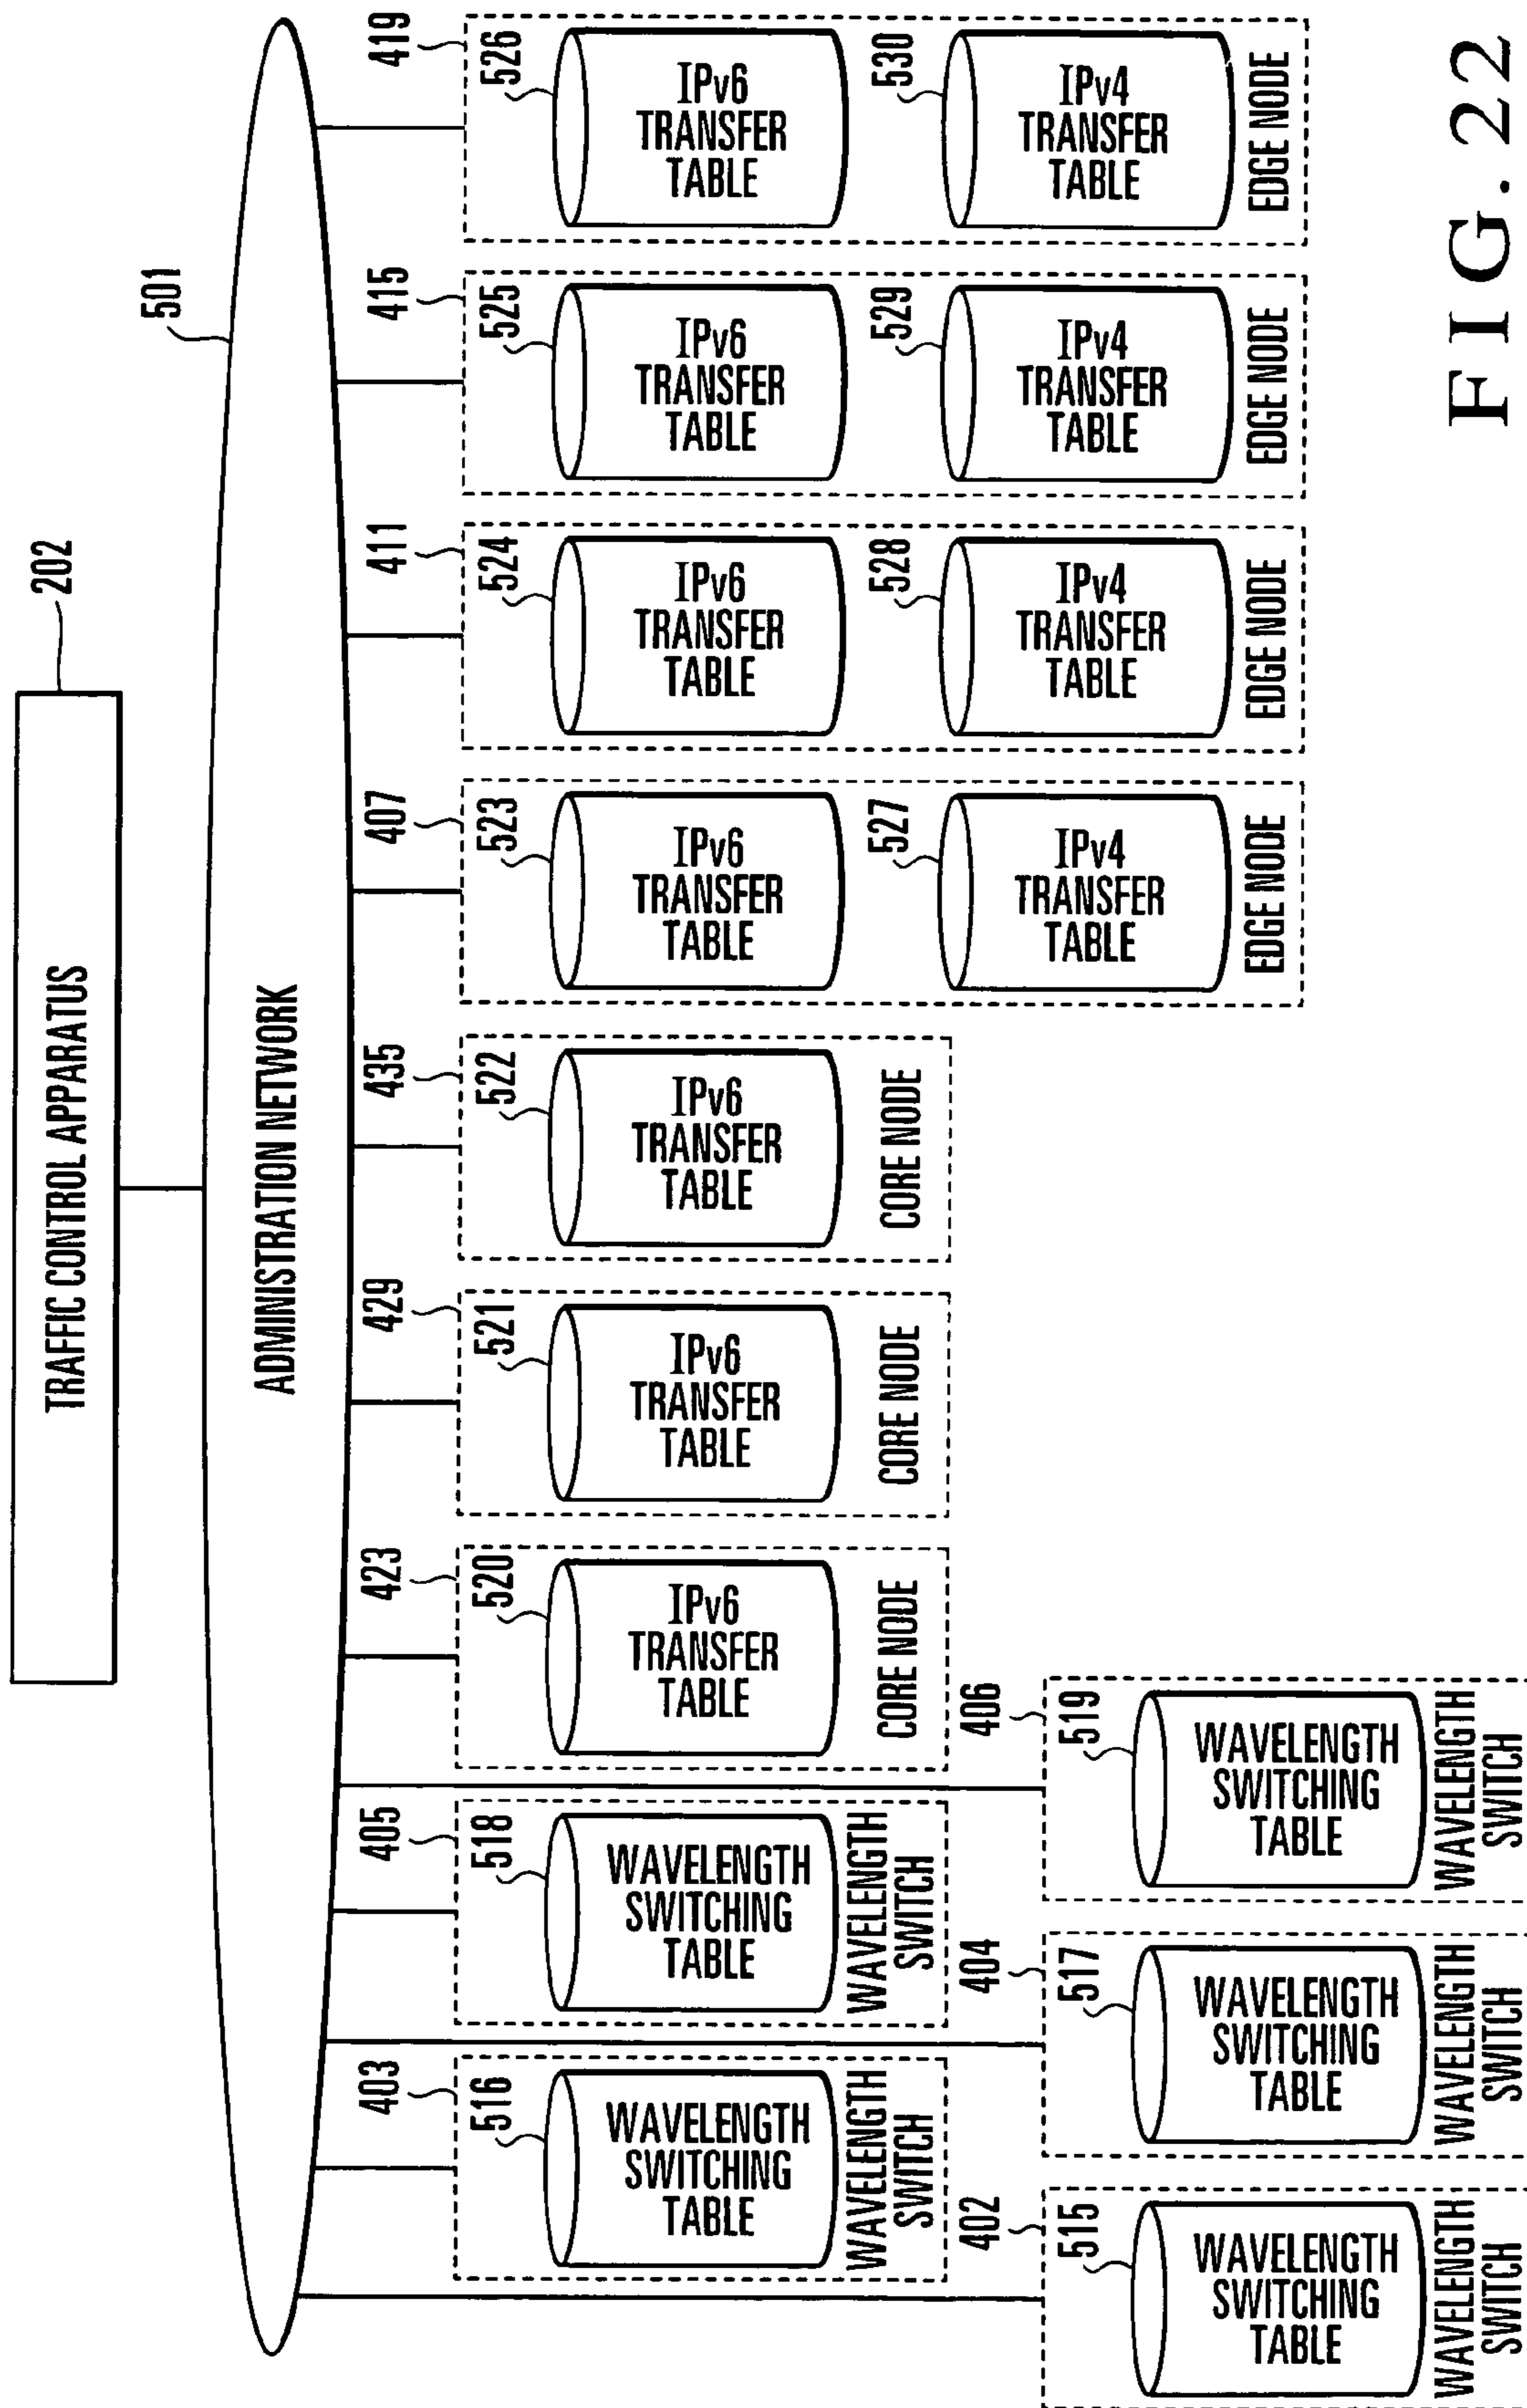 TRAFFIC CONTROL APPARATUS
202
501
ADMINISTRATION NETWORK
403
516
WAVELENGTH
SWITCHING
TABLE
WAVELENGTH
SWITCH
405
518
WAVELENGTH
SWITCHING
TABLE
WAVELENGTH
SWITCH
423
520
IPv6
TRANSFER
TABLE
CORE NODE
429
521
IPv6
TRANSFER
TABLE
CORE NODE
435
522
IPv6
TRANSFER
TABLE
CORE NODE
407
523
IPv6
TRANSFER
TABLE
527
IPv4
TRANSFER
TABLE
EDGE NODE
411
524
IPv6
TRANSFER
TABLE
528
IPv4
TRANSFER
TABLE
EDGE NODE
415
525
IPv6
TRANSFER
TABLE
529
IPv4
TRANSFER
TABLE
EDGE NODE
419
526
IPv6
TRANSFER
TABLE
530
IPv4
TRANSFER
TABLE
EDGE NODE
402
515
WAVELENGTH
SWITCHING
TABLE
WAVELENGTH
SWITCH
404
517
WAVELENGTH
SWITCHING
TABLE
WAVELENGTH
SWITCH
406
519
WAVELENGTH
SWITCHING
TABLE
WAVELENGTH
SWITCH
FIG. 22